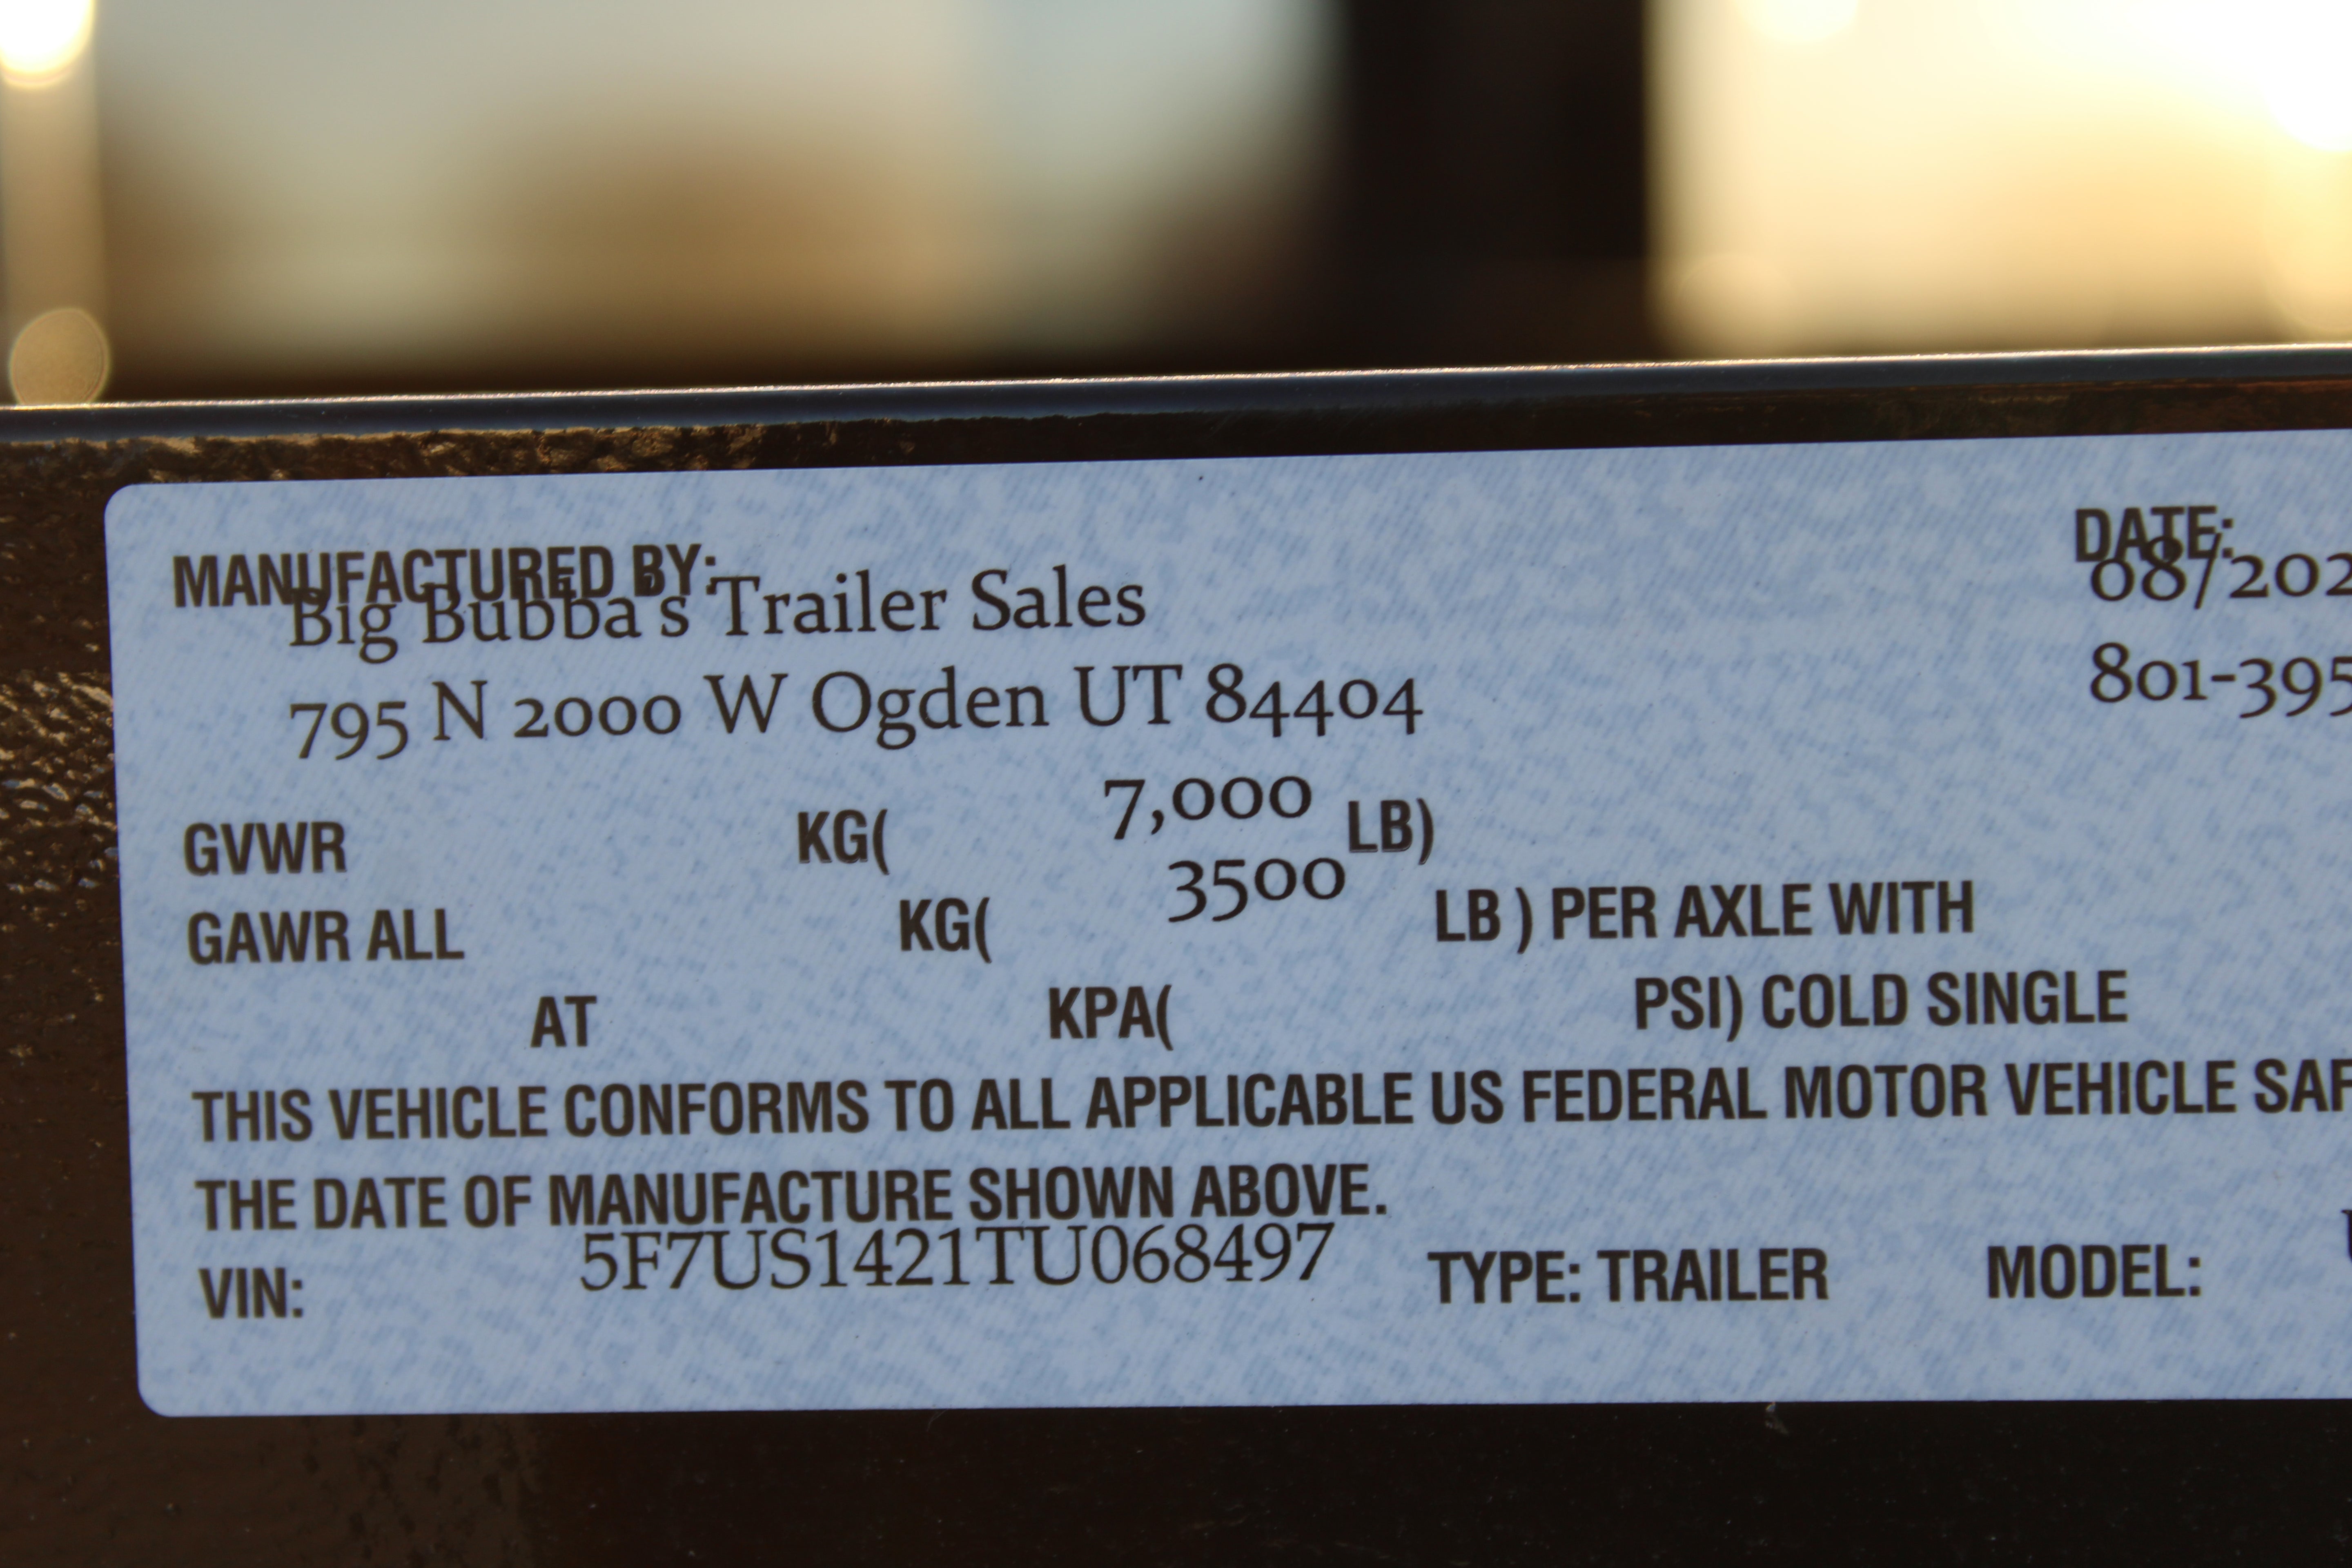 MANUFACTURED BY: DATE:
Big Bubba's Trailer Sales 08/202
795 N 2000 W Ogden UT 84404 801-395
GVWR KG( 7,000 LB)
GAWR ALL KG( 3500 LB ) PER AXLE WITH
AT KPA( PSI) COLD SINGLE
THIS VEHICLE CONFORMS TO ALL APPLICABLE US FEDERAL MOTOR VEHICLE SAF
THE DATE OF MANUFACTURE SHOWN ABOVE.
VIN: 5F7US1421TU068497 TYPE: TRAILER MODEL: